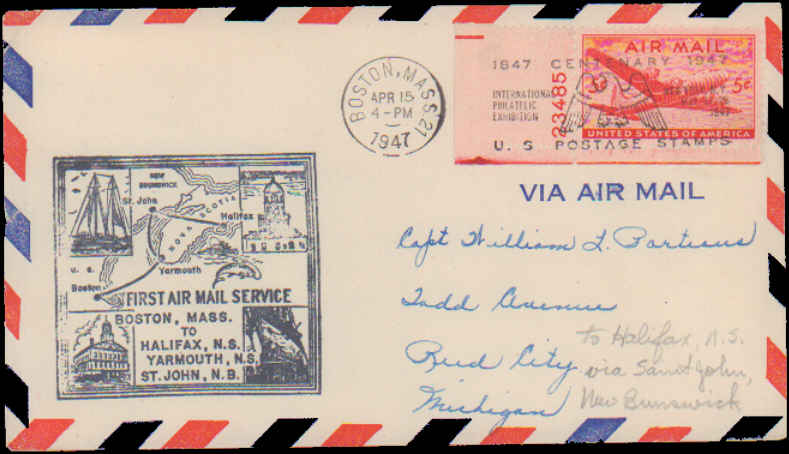 BOSTON, MASS. 21
APR 15
4-PM
1947
1847 CENTENARY 1947
INTERNATIONAL
PHILATELIC
EXHIBITION
U. S POSTAGE STAMPS
23485
AIR MAIL
5¢
UNITED STATES OF AMERICA
VIA AIR MAIL
NEW
BRUNSWICK
St. John
NOVA SCOTIA
Halifax
Yarmouth
U. S.
Boston
FIRST AIR MAIL SERVICE
BOSTON, MASS.
TO
HALIFAX, N.S.
YARMOUTH, N.S.
ST. JOHN, N.B.
Capt William L.
Todd Avenue
Reed City
Michigan
to Halifax, N.S.
via Saint John,
New Brunswick